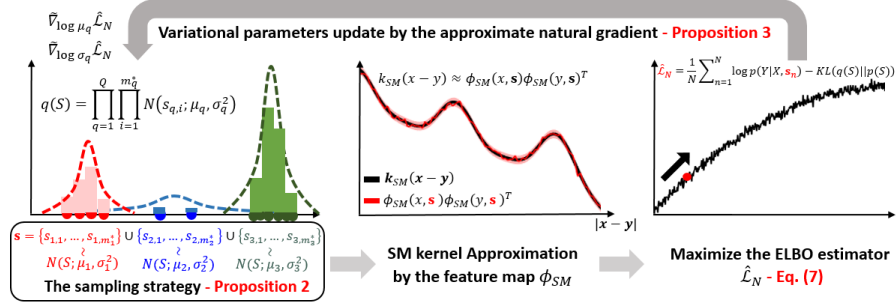 Variational parameters update by the approximate natural gradient - Proposition 3
∇̃_{log μ_q} ℒ̂_N
∇̃_{log σ_q} ℒ̂_N
q(S) = ∏_{q=1}^{Q} ∏_{i=1}^{m_q^*} N(s_{q,i}; μ_q, σ_q^2)
s = {s_{1,1}, …, s_{1,m_1^*}} ∪ {s_{2,1}, …, s_{2,m_2^*}} ∪ {s_{3,1}, …, s_{3,m_3^*}}
~ ~ ~
N(S; μ_1, σ_1^2) N(S; μ_2, σ_2^2) N(S; μ_3, σ_3^2)
The sampling strategy - Proposition 2
k_{SM}(x − y) ≈ ϕ_{SM}(x, s)ϕ_{SM}(y, s)^T
k_{SM}(x − y)
ϕ_{SM}(x, s)ϕ_{SM}(y, s)^T
|x − y|
SM kernel Approximation
by the feature map ϕ_{SM}
ℒ̂_N = 1/N ∑_{n=1}^{N} log p(Y|X, s_n) − KL(q(S)||p(S))
Maximize the ELBO estimator
ℒ̂_N - Eq. (7)